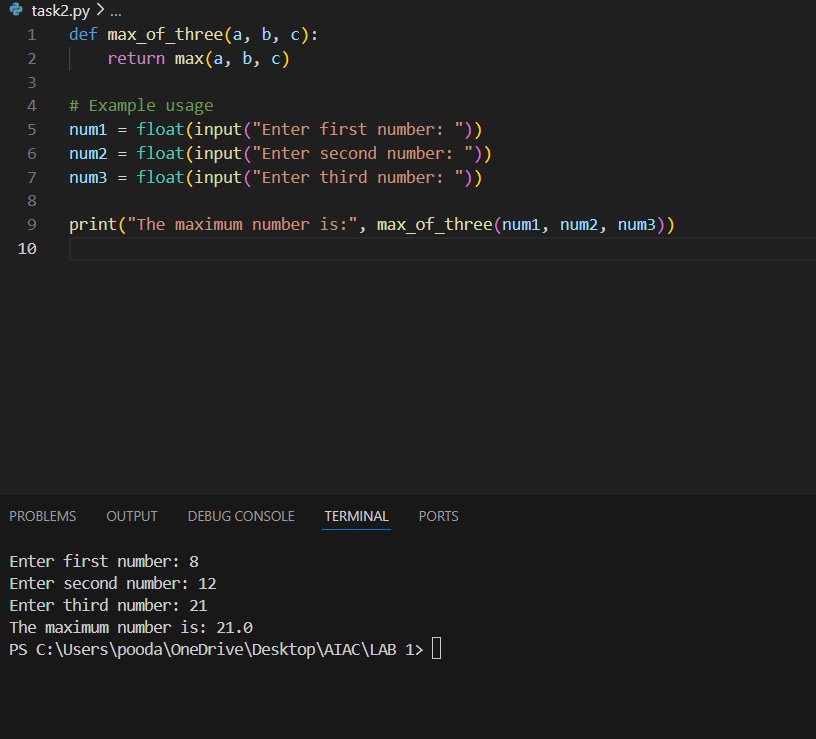 task2.py > ...
1 def max_of_three(a, b, c):
2     return max(a, b, c)
3
4 # Example usage
5 num1 = float(input("Enter first number: "))
6 num2 = float(input("Enter second number: "))
7 num3 = float(input("Enter third number: "))
8
9 print("The maximum number is:", max_of_three(num1, num2, num3))
10
PROBLEMS OUTPUT DEBUG CONSOLE TERMINAL PORTS
Enter first number: 8
Enter second number: 12
Enter third number: 21
The maximum number is: 21.0
PS C:\Users\pooda\OneDrive\Desktop\AIAC\LAB 1>